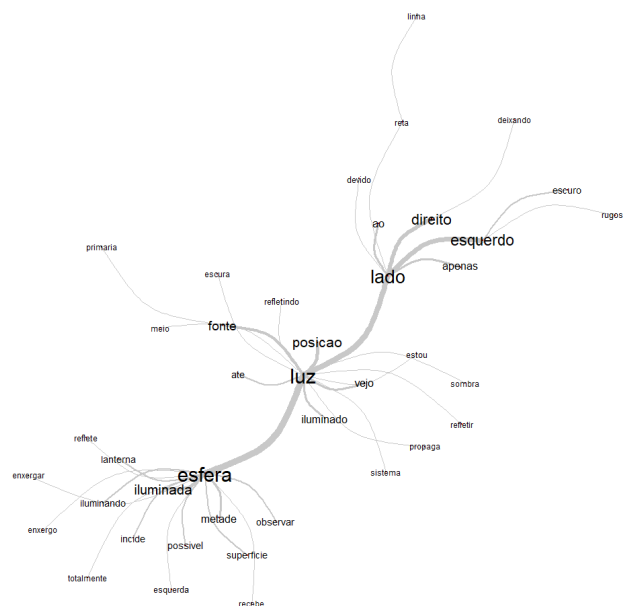 linha
reta
deixando
devido
escuro
rugos
ao
direito
esquerdo
apenas
lado
primaria
escura
refletindo
fonte
meio
posicao
estou
luz
ate
vejo
sombra
iluminado
refletir
propaga
sistema
reflete
lanterna
esfera
enxergar
iluminada
iluminando
metade
observar
enxergo
incide
possivel
superficie
totalmente
esquerda
recebe